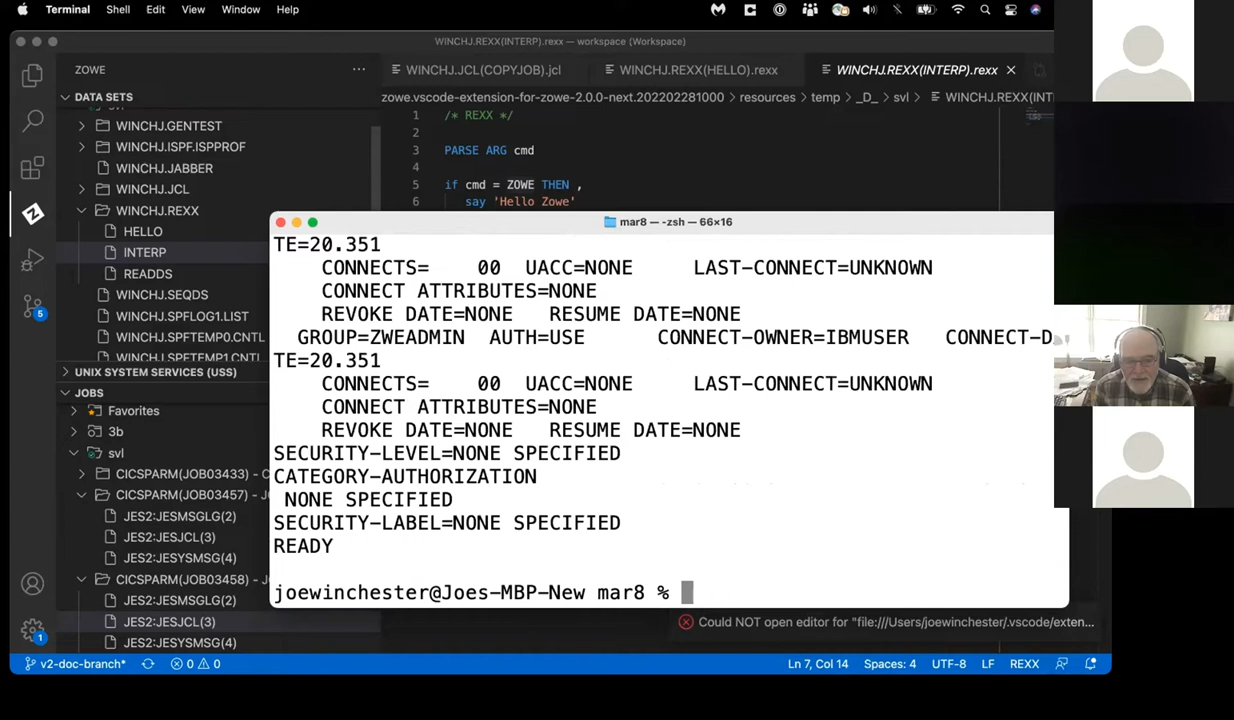 Terminal Shell Edit View Window Help
WINCHJ.REXX(INTERP).rexx — workspace (Workspace)
ZOWE ···
WINCHJ.JCL(COPYJOB).jcl WINCHJ.REXX(HELLO).rexx WINCHJ.REXX(INTERP).rexx
DATA SETS
zowe.vscode-extension-for-zowe-2.0.0-next.202202281000 > resources > temp > _D_ > svl > WINCHJ.REXX(INT
WINCHJ.GENTEST
WINCHJ.ISPF.ISPPROF
WINCHJ.JABBER
WINCHJ.JCL
WINCHJ.REXX
HELLO
INTERP
READDS
WINCHJ.SEQDS
WINCHJ.SPFLOG1.LIST
WINCHJ.SPFTEMP0.CNTL
WINCHJ.SPFTEMP1.CNTL
1 /* REXX */
2
3 PARSE ARG cmd
4
5 if cmd = ZOWE THEN ,
6 say 'Hello Zowe'
UNIX SYSTEM SERVICES (USS)
JOBS
Favorites
3b
svl
CICSPARM(JOB03433) -
CICSPARM(JOB03457) -
JES2:JESMSGLG(2)
JES2:JESJCL(3)
JES2:JESYSMSG(4)
CICSPARM(JOB03458) -
JES2:JESMSGLG(2)
JES2:JESJCL(3)
JES2:JESYSMSG(4)
5
1
mar8 — -zsh — 66×16
TE=20.351
CONNECTS= 00 UACC=NONE LAST-CONNECT=UNKNOWN
CONNECT ATTRIBUTES=NONE
REVOKE DATE=NONE RESUME DATE=NONE
GROUP=ZWEADMIN AUTH=USE CONNECT-OWNER=IBMUSER CONNECT-D
TE=20.351
CONNECTS= 00 UACC=NONE LAST-CONNECT=UNKNOWN
CONNECT ATTRIBUTES=NONE
REVOKE DATE=NONE RESUME DATE=NONE
SECURITY-LEVEL=NONE SPECIFIED
CATEGORY-AUTHORIZATION
NONE SPECIFIED
SECURITY-LABEL=NONE SPECIFIED
READY
joewinchester@Joes-MBP-New mar8 %
Could NOT open editor for "file:///Users/joewinchester/.vscode/exten...
v2-doc-branch* 0 0 Ln 7, Col 14 Spaces: 4 UTF-8 LF REXX